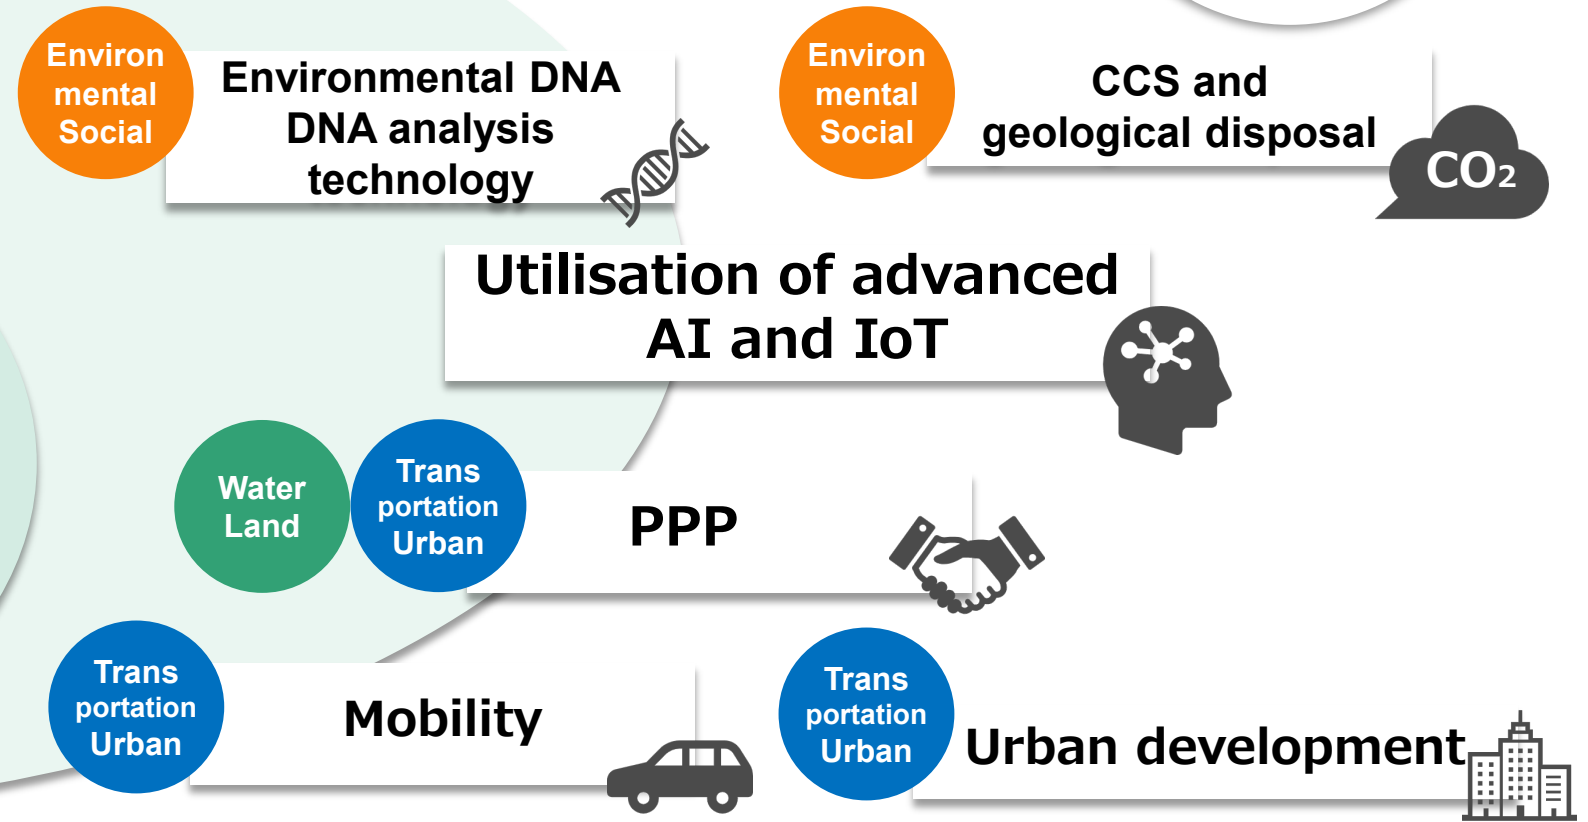 Environ
mental
Social
Environmental DNA
DNA analysis
technology
Environ
mental
Social
CCS and
geological disposal
CO₂
Utilisation of advanced
AI and IoT
Water
Land
Trans
portation
Urban
PPP
Trans
portation
Urban
Mobility
Trans
portation
Urban
Urban development